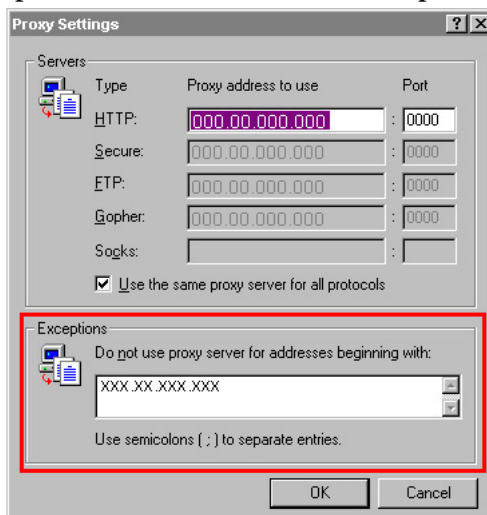 Proxy Settings ? X
Servers
Type Proxy address to use Port
HTTP: 000.00.000.000 : 0000
Secure: 000.00.000.000 : 0000
FTP: 000.00.000.000 : 0000
Gopher: 000.00.000.000 : 0000
Socks: :
Use the same proxy server for all protocols
Exceptions
Do not use proxy server for addresses beginning with:
XXX.XX.XXX.XXX
Use semicolons ( ; ) to separate entries.
OK Cancel